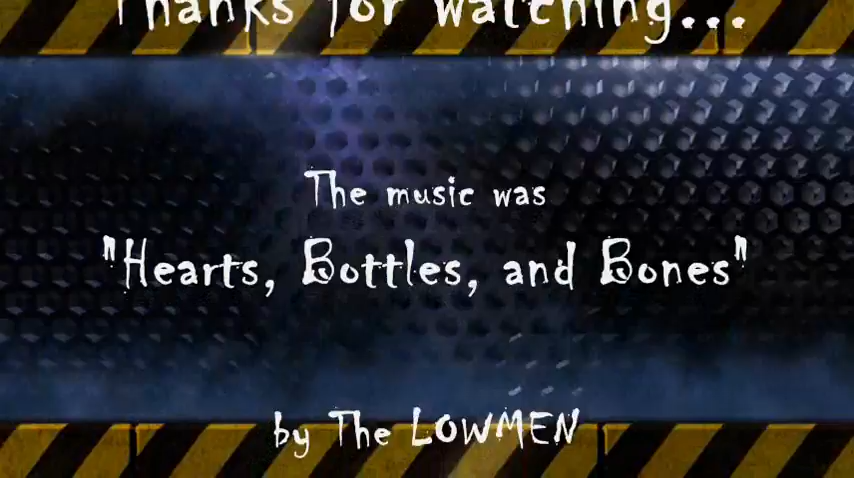 Thanks for watching...
The music was
"Hearts, Bottles, and Bones"
by The LOWMEN